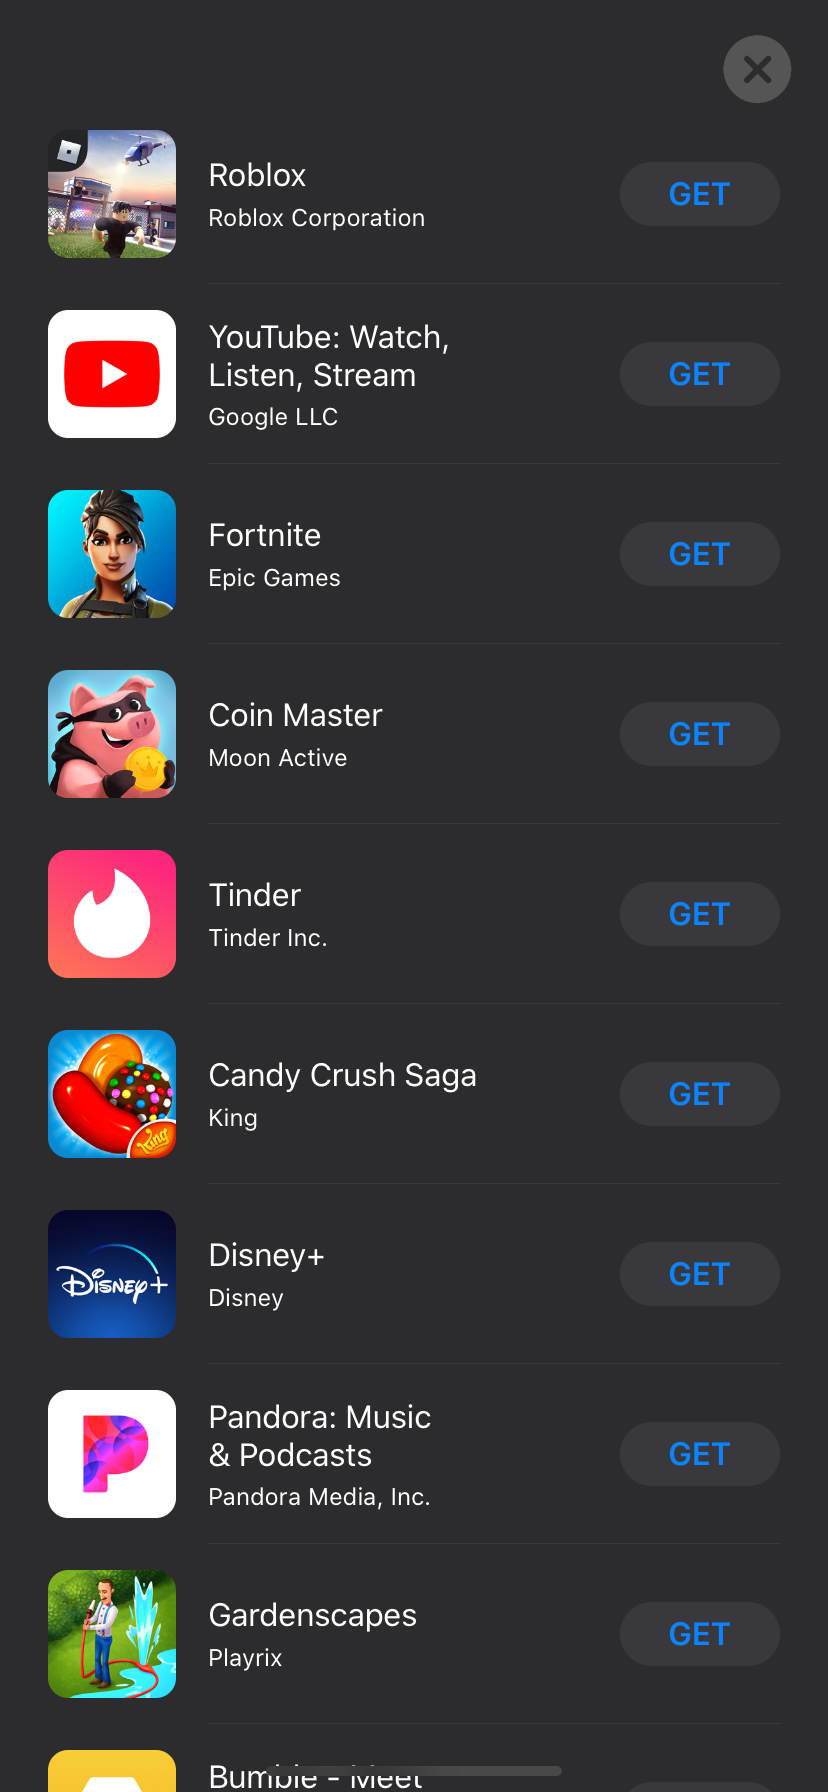 Roblox
Roblox Corporation
GET
YouTube: Watch,
Listen, Stream
Google LLC
GET
Fortnite
Epic Games
GET
Coin Master
Moon Active
GET
Tinder
Tinder Inc.
GET
Candy Crush Saga
King
King
GET
Disney+
Disney+
Disney
GET
Pandora: Music
& Podcasts
Pandora Media, Inc.
GET
Gardenscapes
Playrix
GET
Bumble - Meet